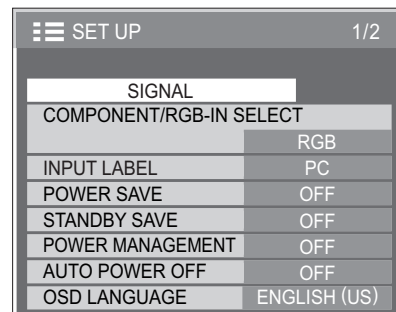 SET UP 1/2
SIGNAL
COMPONENT/RGB-IN SELECT
RGB
INPUT LABEL PC
POWER SAVE OFF
STANDBY SAVE OFF
POWER MANAGEMENT OFF
AUTO POWER OFF OFF
OSD LANGUAGE ENGLISH (US)